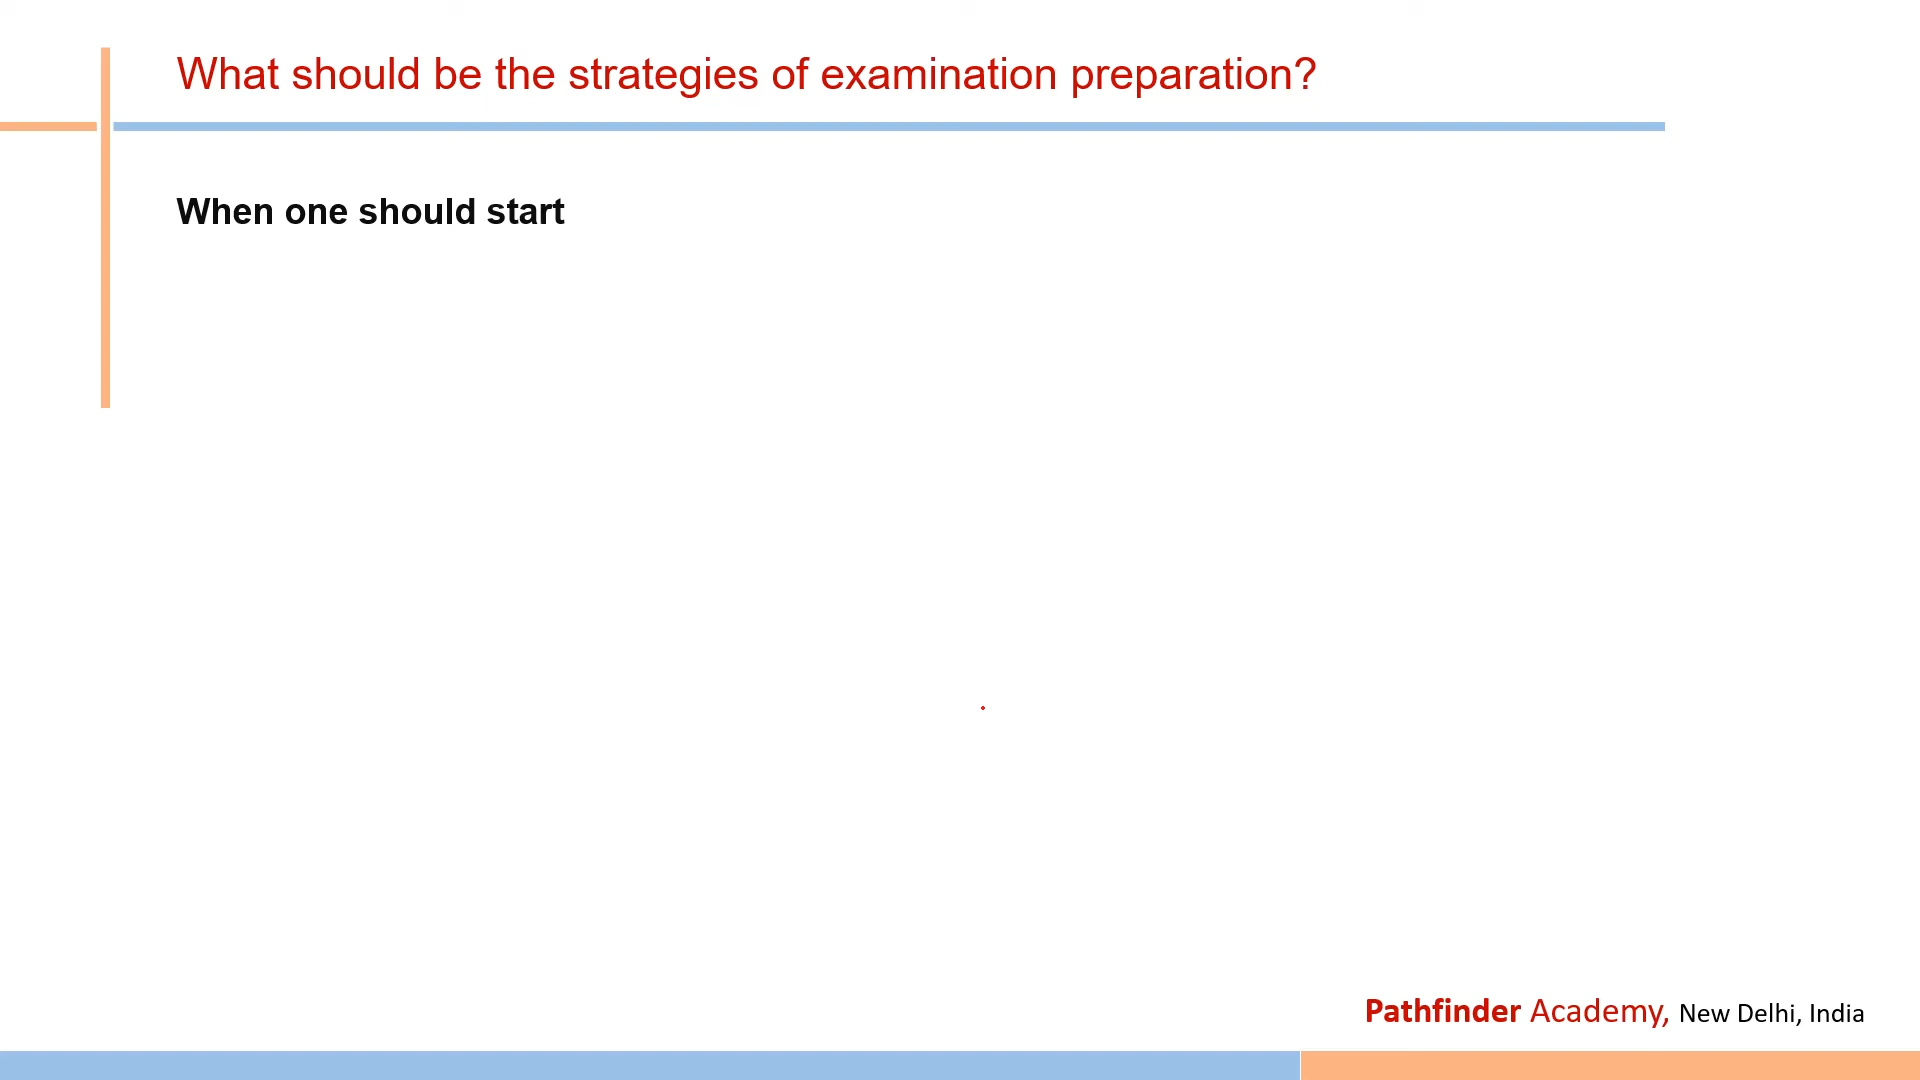 What should be the strategies of examination preparation?
When one should start
Pathfinder Academy, New Delhi, India